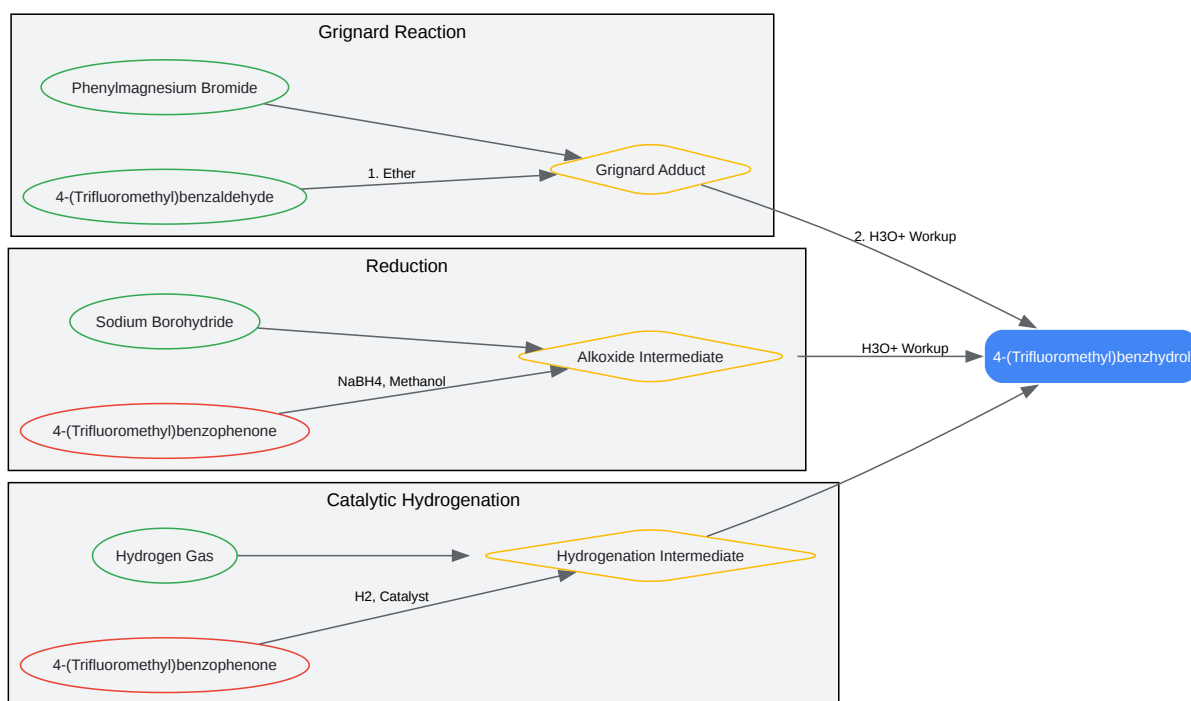 Grignard Reaction
Phenylmagnesium Bromide
4-(Trifluoromethyl)benzaldehyde
1. Ether
Grignard Adduct
2. H3O+ Workup
Reduction
Sodium Borohydride
4-(Trifluoromethyl)benzophenone
NaBH4, Methanol
Alkoxide Intermediate
H3O+ Workup
4-(Trifluoromethyl)benzhydrol
Catalytic Hydrogenation
Hydrogen Gas
4-(Trifluoromethyl)benzophenone
H2, Catalyst
Hydrogenation Intermediate